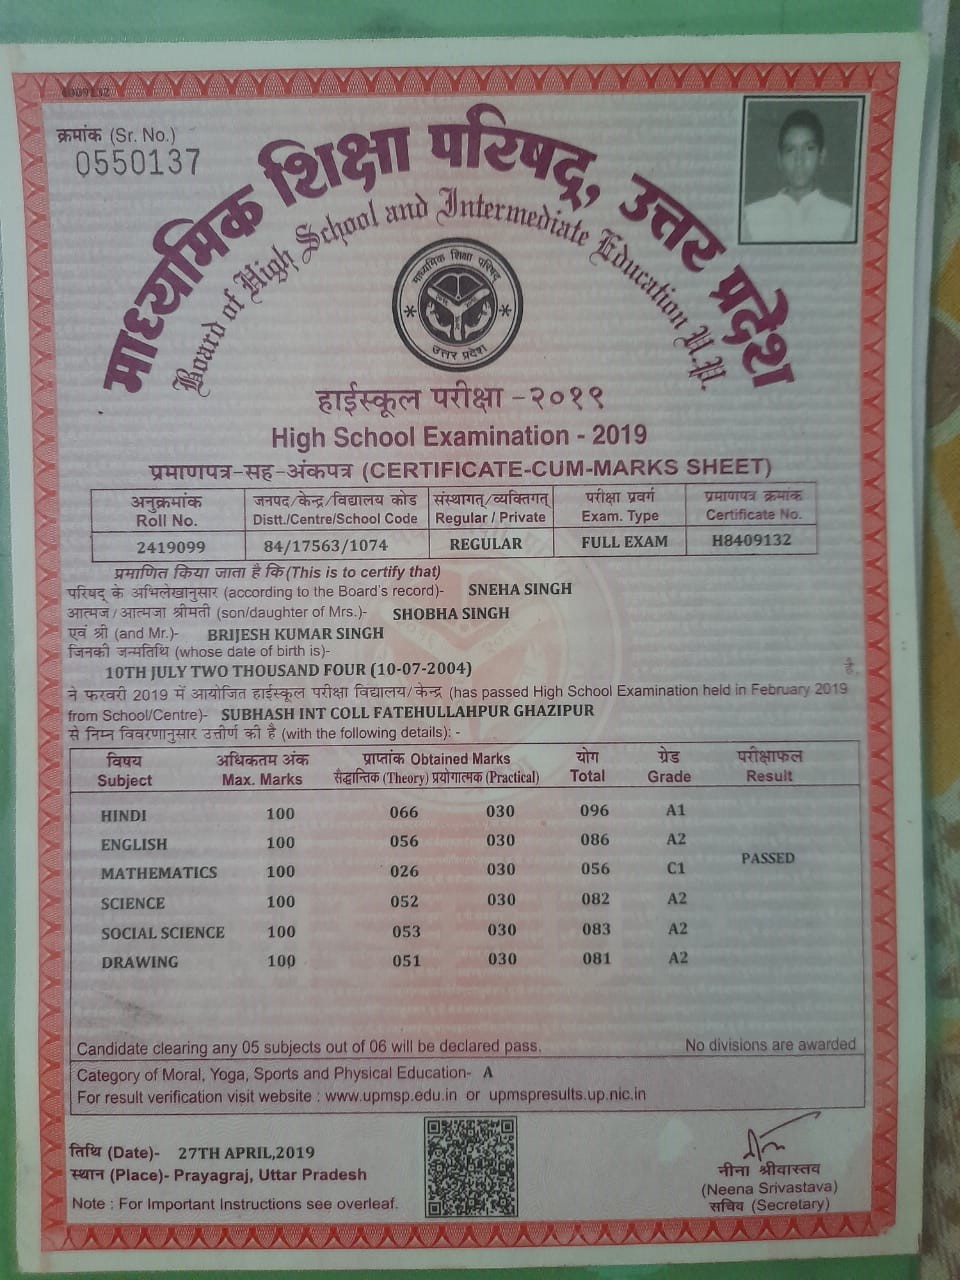 4009132
क्रमांक (Sr. No.)
0550137
माध्यमिक शिक्षा परिषद्, उत्तर प्रदेश
Board of High School and Intermediate Education U.P.
माध्यमिक शिक्षा परिषद्
उत्तर प्रदेश
हाईस्कूल परीक्षा - २०१९
High School Examination - 2019
प्रमाणपत्र-सह-अंकपत्र (CERTIFICATE-CUM-MARKS SHEET)
अनुक्रमांक जनपद/केन्द्र/विद्यालय कोड संस्थागत्/व्यक्तिगत् परीक्षा प्रवर्ग प्रमाणपत्र क्रमांक
Roll No. Distt./Centre/School Code Regular / Private Exam. Type Certificate No.
2419099 84/17563/1074 REGULAR FULL EXAM H8409132
प्रमाणित किया जाता है कि (This is to certify that)
परिषद् के अभिलेखानुसार (according to the Board's record)- SNEHA SINGH
आत्मज/आत्मजा श्रीमती (son/daughter of Mrs.)- SHOBHA SINGH
एवं श्री (and Mr.)- BRIJESH KUMAR SINGH
जिनकी जन्मतिथि (whose date of birth is)-
10TH JULY TWO THOUSAND FOUR (10-07-2004) है,
ने फरवरी 2019 में आयोजित हाईस्कूल परीक्षा विद्यालय/केन्द्र (has passed High School Examination held in February 2019
from School/Centre)- SUBHASH INT COLL FATEHULLAHPUR GHAZIPUR
से निम्न विवरणानुसार उत्तीर्ण की है (with the following details): -
विषय अधिकतम अंक प्राप्तांक Obtained Marks योग ग्रेड परीक्षाफल
Subject Max. Marks सैद्धान्तिक (Theory) प्रयोगात्मक (Practical) Total Grade Result
HINDI 100 066 030 096 A1
ENGLISH 100 056 030 086 A2
PASSED
MATHEMATICS 100 026 030 056 C1
SCIENCE 100 052 030 082 A2
SOCIAL SCIENCE 100 053 030 083 A2
DRAWING 100 051 030 081 A2
Candidate clearing any 05 subjects out of 06 will be declared pass. No divisions are awarded
Category of Moral, Yoga, Sports and Physical Education- A
For result verification visit website : www.upmsp.edu.in or upmspresults.up.nic.in
तिथि (Date)- 27TH APRIL,2019
स्थान (Place)- Prayagraj, Uttar Pradesh
Note : For Important Instructions see overleaf.
नीना श्रीवास्तव
(Neena Srivastava)
सचिव (Secretary)